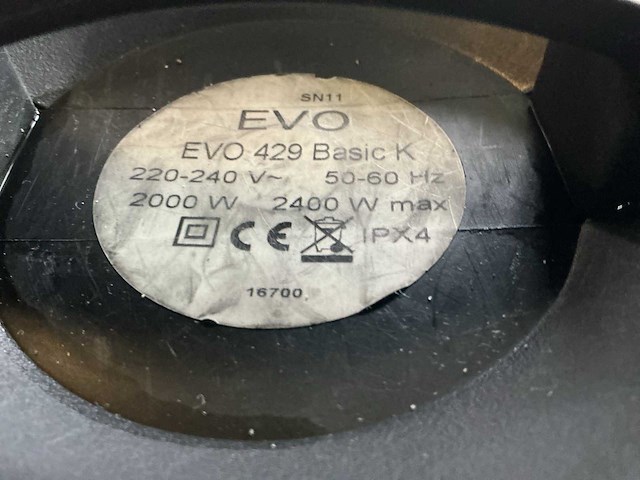 SN11
EVO
EVO 429 Basic K
220-240 V~ 50-60 Hz
2000 W 2400 W max
CE IPX4
16700